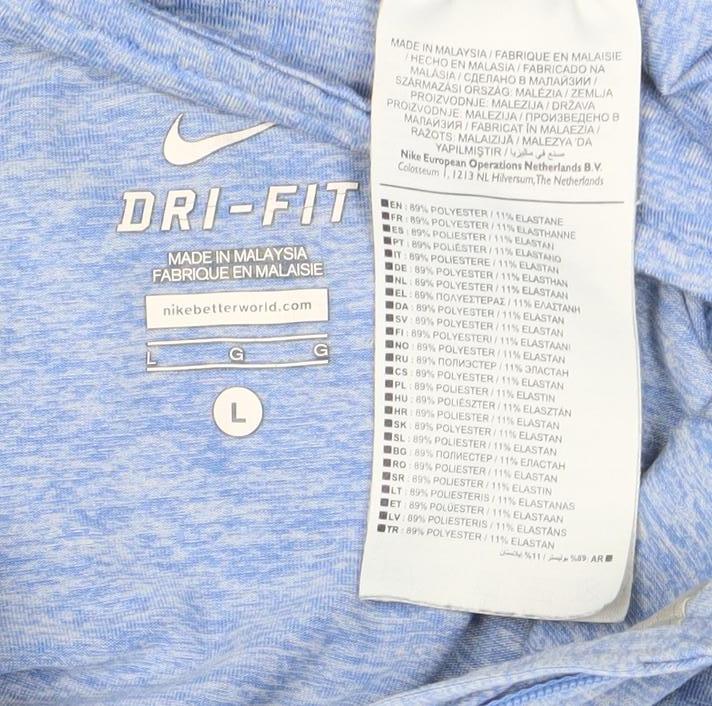 DRI-FIT
MADE IN MALAYSIA
FABRIQUE EN MALAISIE
nikebetterworld.com
L G G
L
MADE IN MALAYSIA / FABRIQUE EN MALAISIE
/ HECHO EN MALASIA / FABRICADO NA
MALÁSIA / СДЕЛАНО В МАЛАЙЗИИ /
SZÁRMAZÁSI ORSZÁG: MALÉZIA / ZEMLJA
PROIZVODNJE: MALEZIJA / DRŽAVA
PROIZVODNJE: MALEZIJA / ПРОИЗВЕДЕНО В
МАЛАЙЗИЯ / FABRICAT ÎN MALAEZIA /
RAŽOTS: MALAIZIJĀ / MALEZYA 'DA
YAPILMIŞTIR / صنع في ماليزيا
Nike European Operations Netherlands B.V.
Colosseum 1, 1213 NL Hilversum, The Netherlands
EN : 89% POLYESTER / 11% ELASTANE
FR : 89% POLYESTER / 11% ELASTHANNE
ES : 89% POLIÉSTER / 11% ELASTAN
PT : 89% POLIÉSTER / 11% ELASTANO
IT : 89% POLIESTERE / 11% ELASTAN
DE : 89% POLYESTER / 11% ELASTHAN
NL : 89% POLYESTER / 11% ELASTAAN
EL : 89% ΠΟΛΥΕΣΤΕΡΑΣ / 11% ΕΛΑΣΤΑΝΗ
DA : 89% POLYESTER / 11% ELASTAN
SV : 89% POLYESTER / 11% ELASTAN
FI : 89% POLYESTERI / 11% ELASTAANI
NO : 89% POLYESTER / 11% ELASTAN
RU : 89% ПОЛИЭСТЕР / 11% ЭЛАСТАН
CS : 89% POLYESTER / 11% ELASTAN
PL : 89% POLIESTER / 11% ELASTIN
HU : 89% POLIÉSZTER / 11% ELASZTÁN
HR : 89% POLIESTER / 11% ELASTAN
SK : 89% POLYESTER / 11% ELASTAN
SL : 89% POLIESTER / 11% ELASTAN
BG : 89% ПОЛИЕСТЕР / 11% ЕЛАСТАН
RO : 89% POLIESTER / 11% ELASTAN
SR : 89% POLIESTER / 11% ELASTIN
LT : 89% POLIESTERIS / 11% ELASTANAS
ET : 89% POLÜESTER / 11% ELASTAAN
LV : 89% POLIESTERIS / 11% ELASTĀNS
TR : 89% POLYESTER / 11% ELASTAN
AR : 89% بوليستر / 11% إيلاستان